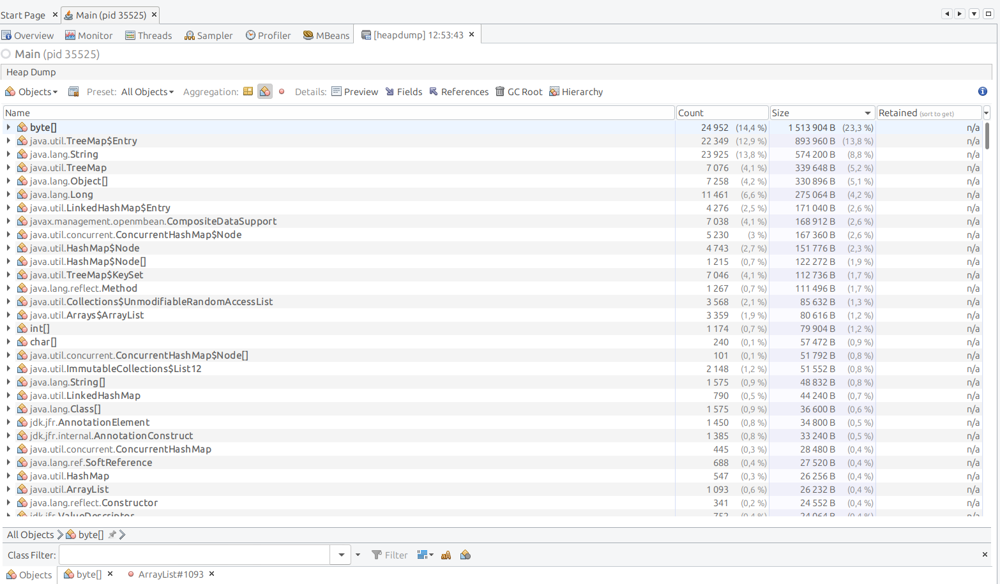 Start Page × Main (pid 35525) ×
Overview Monitor Threads Sampler Profiler MBeans [heapdump] 12:53:43 ×
Main (pid 35525)
Heap Dump
Objects Preset: All Objects Aggregation: Details: Preview Fields References GC Root Hierarchy
Name Count Size Retained (sort to get)
byte[] 24 952 (14,4 %) 1 513 904 B (23,3 %) n/a
java.util.TreeMap$Entry 22 349 (12,9 %) 893 960 B (13,8 %) n/a
java.lang.String 23 925 (13,8 %) 574 200 B (8,8 %) n/a
java.util.TreeMap 7 076 (4,1 %) 339 648 B (5,2 %) n/a
java.lang.Object[] 7 258 (4,2 %) 330 896 B (5,1 %) n/a
java.lang.Long 11 461 (6,6 %) 275 064 B (4,2 %) n/a
java.util.LinkedHashMap$Entry 4 276 (2,5 %) 171 040 B (2,6 %) n/a
javax.management.openmbean.CompositeDataSupport 7 038 (4,1 %) 168 912 B (2,6 %) n/a
java.util.concurrent.ConcurrentHashMap$Node 5 230 (3 %) 167 360 B (2,6 %) n/a
java.util.HashMap$Node 4 743 (2,7 %) 151 776 B (2,3 %) n/a
java.util.HashMap$Node[] 1 215 (0,7 %) 122 272 B (1,9 %) n/a
java.util.TreeMap$KeySet 7 046 (4,1 %) 112 736 B (1,7 %) n/a
java.lang.reflect.Method 1 267 (0,7 %) 111 496 B (1,7 %) n/a
java.util.Collections$UnmodifiableRandomAccessList 3 568 (2,1 %) 85 632 B (1,3 %) n/a
java.util.Arrays$ArrayList 3 359 (1,9 %) 80 616 B (1,2 %) n/a
int[] 1 174 (0,7 %) 79 904 B (1,2 %) n/a
char[] 240 (0,1 %) 57 472 B (0,9 %) n/a
java.util.concurrent.ConcurrentHashMap$Node[] 101 (0,1 %) 51 792 B (0,8 %) n/a
java.util.ImmutableCollections$List12 2 148 (1,2 %) 51 552 B (0,8 %) n/a
java.lang.String[] 1 575 (0,9 %) 48 832 B (0,8 %) n/a
java.util.LinkedHashMap 790 (0,5 %) 44 240 B (0,7 %) n/a
java.lang.Class[] 1 575 (0,9 %) 36 600 B (0,6 %) n/a
jdk.jfr.AnnotationElement 1 450 (0,8 %) 34 800 B (0,5 %) n/a
jdk.jfr.internal.AnnotationConstruct 1 385 (0,8 %) 33 240 B (0,5 %) n/a
java.util.concurrent.ConcurrentHashMap 445 (0,3 %) 28 480 B (0,4 %) n/a
java.lang.ref.SoftReference 688 (0,4 %) 27 520 B (0,4 %) n/a
java.util.HashMap 547 (0,3 %) 26 256 B (0,4 %) n/a
java.util.ArrayList 1 093 (0,6 %) 26 232 B (0,4 %) n/a
java.lang.reflect.Constructor 341 (0,2 %) 24 552 B (0,4 %) n/a
jdk.jfr.ValueDescriptor 752 (0,4 %) 24 064 B (0,4 %) n/a
All Objects byte[]
Class Filter: Filter aA ×
Objects byte[] × ArrayList#1093 ×